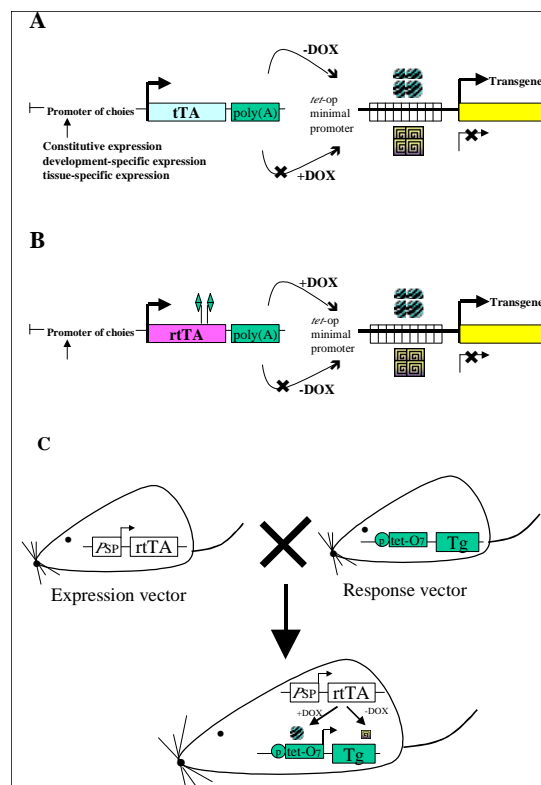 A
-DOX
Transgene
Promoter of choies
tTA
poly(A)
tet-op
minimal
promoter
Constitutive expression
development-specific expression
tissue-specific expression
+DOX
B
+DOX
Transgene
Promoter of choies
rtTA
poly(A)
tet-op
minimal
promoter
-DOX
C
PSP
rtTA
p
tet-O7
Tg
Expression vector
Response vector
PSP
rtTA
+DOX
-DOX
p
tet-O7
Tg